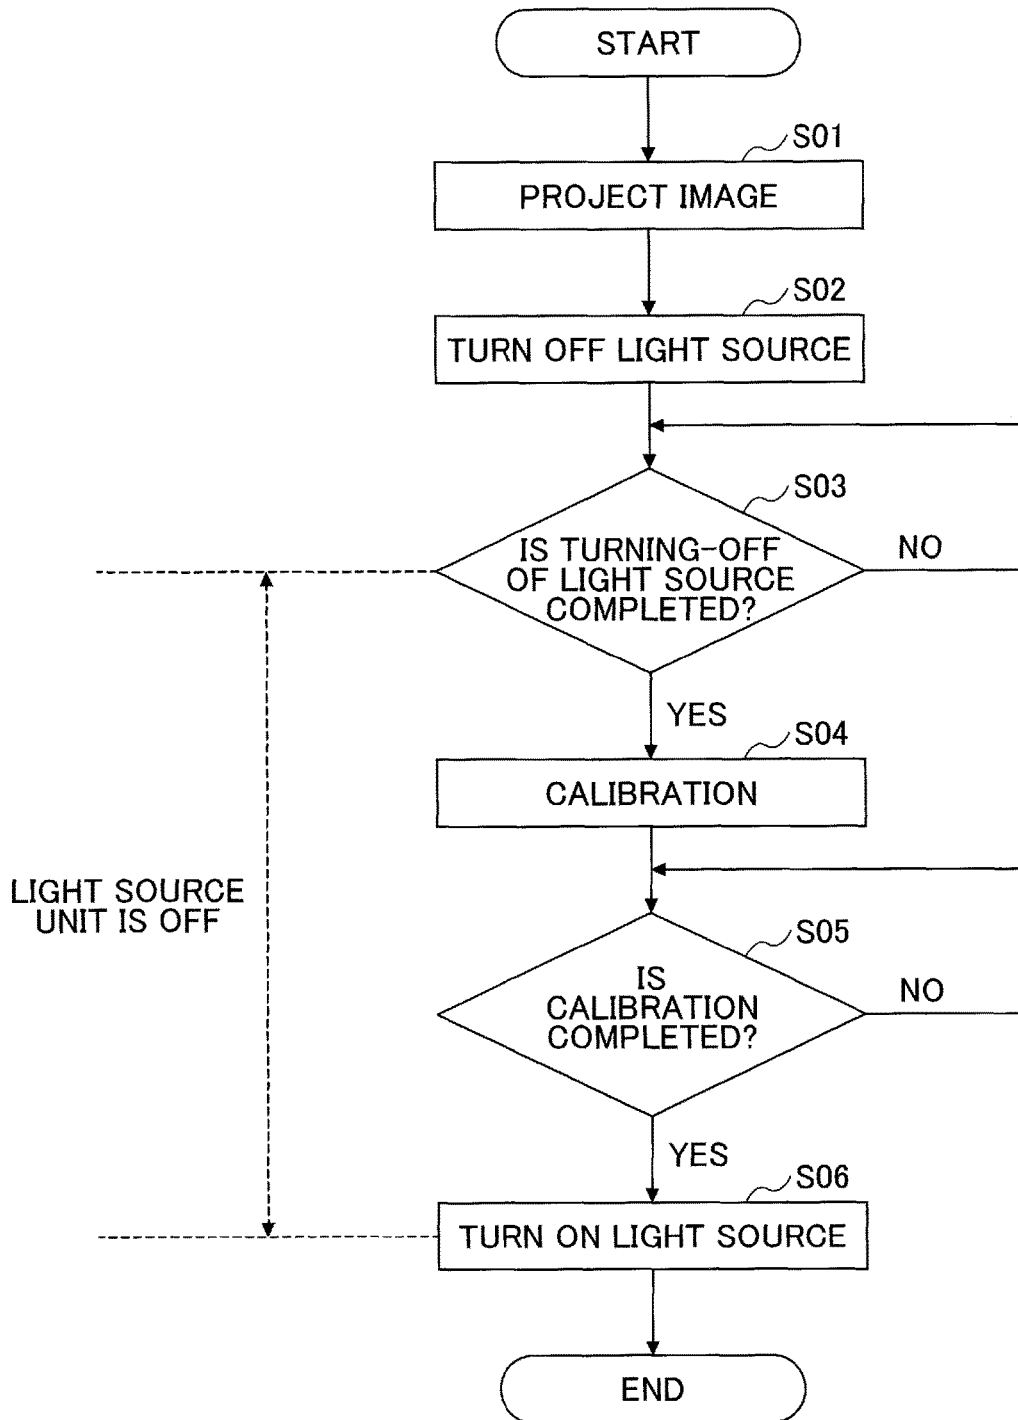 START
S01
PROJECT IMAGE
S02
TURN OFF LIGHT SOURCE
S03
IS TURNING-OFF
OF LIGHT SOURCE
COMPLETED?
NO
YES
S04
CALIBRATION
LIGHT SOURCE
UNIT IS OFF
S05
IS
CALIBRATION
COMPLETED?
NO
YES
S06
TURN ON LIGHT SOURCE
END